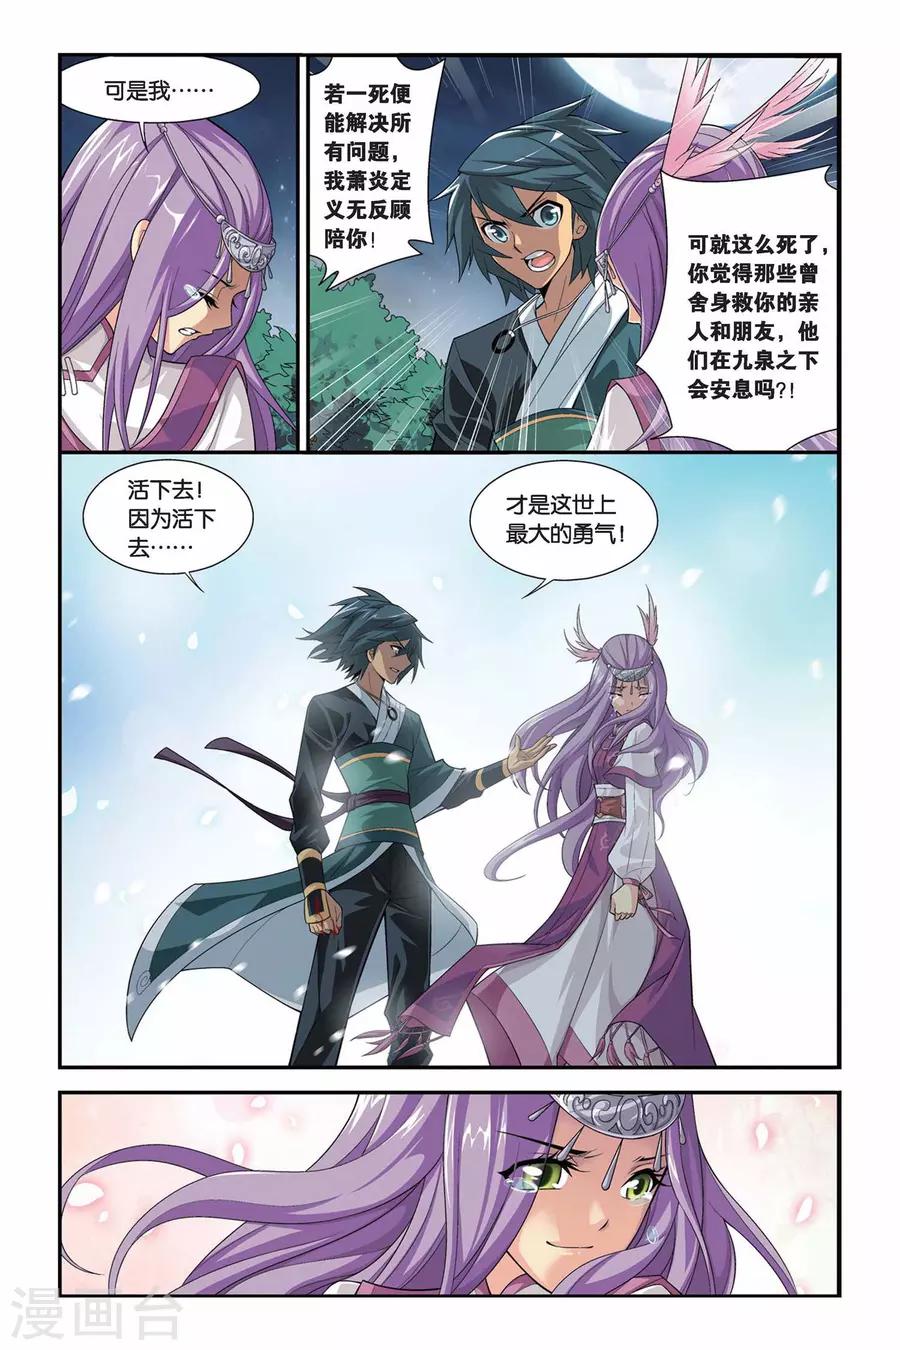 可是我……
若一死便
能解决所
有问题，
我萧炎定
义无反顾
陪你！
可就这么死了，
你觉得那些曾
舍身救你的亲
人和朋友，他
们在九泉之下
会安息吗?!
活下去！
因为活下
去……
才是这世上
最大的勇气！
漫画台